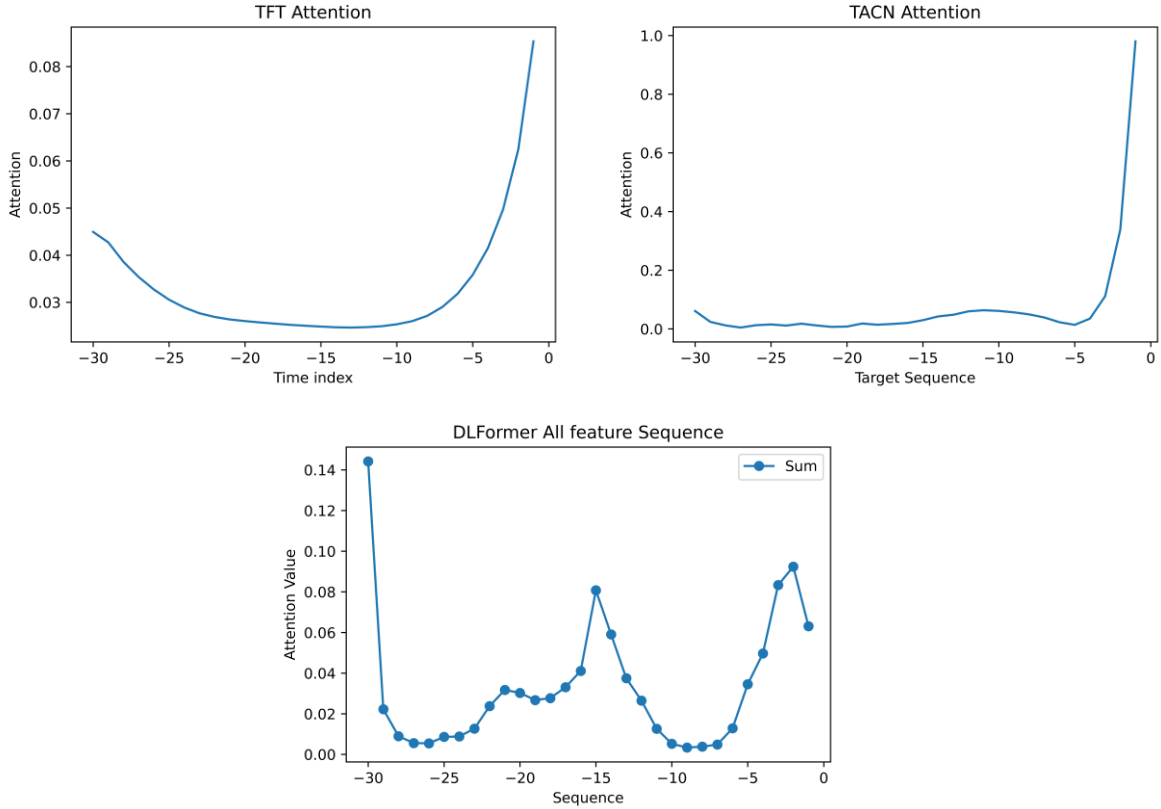 TFT Attention
Attention
0.08
0.07
0.06
0.05
0.04
0.03
−30 −25 −20 −15 −10 −5 0
Time index
TACN Attention
Attention
1.0
0.8
0.6
0.4
0.2
0.0
−30 −25 −20 −15 −10 −5 0
Target Sequence
DLFormer All feature Sequence
Sum
Attention Value
0.14
0.12
0.10
0.08
0.06
0.04
0.02
0.00
−30 −25 −20 −15 −10 −5 0
Sequence